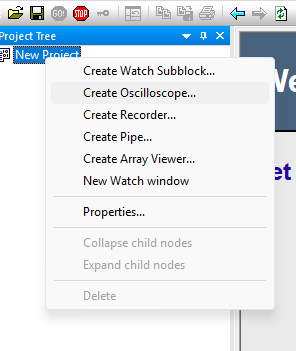 GO!
STOP
Project Tree
New Project
We
Create Watch Subblock...
Create Oscilloscope...
Create Recorder...
Create Pipe...
Create Array Viewer...
New Watch window
et
Properties...
Collapse child nodes
Expand child nodes
Delete